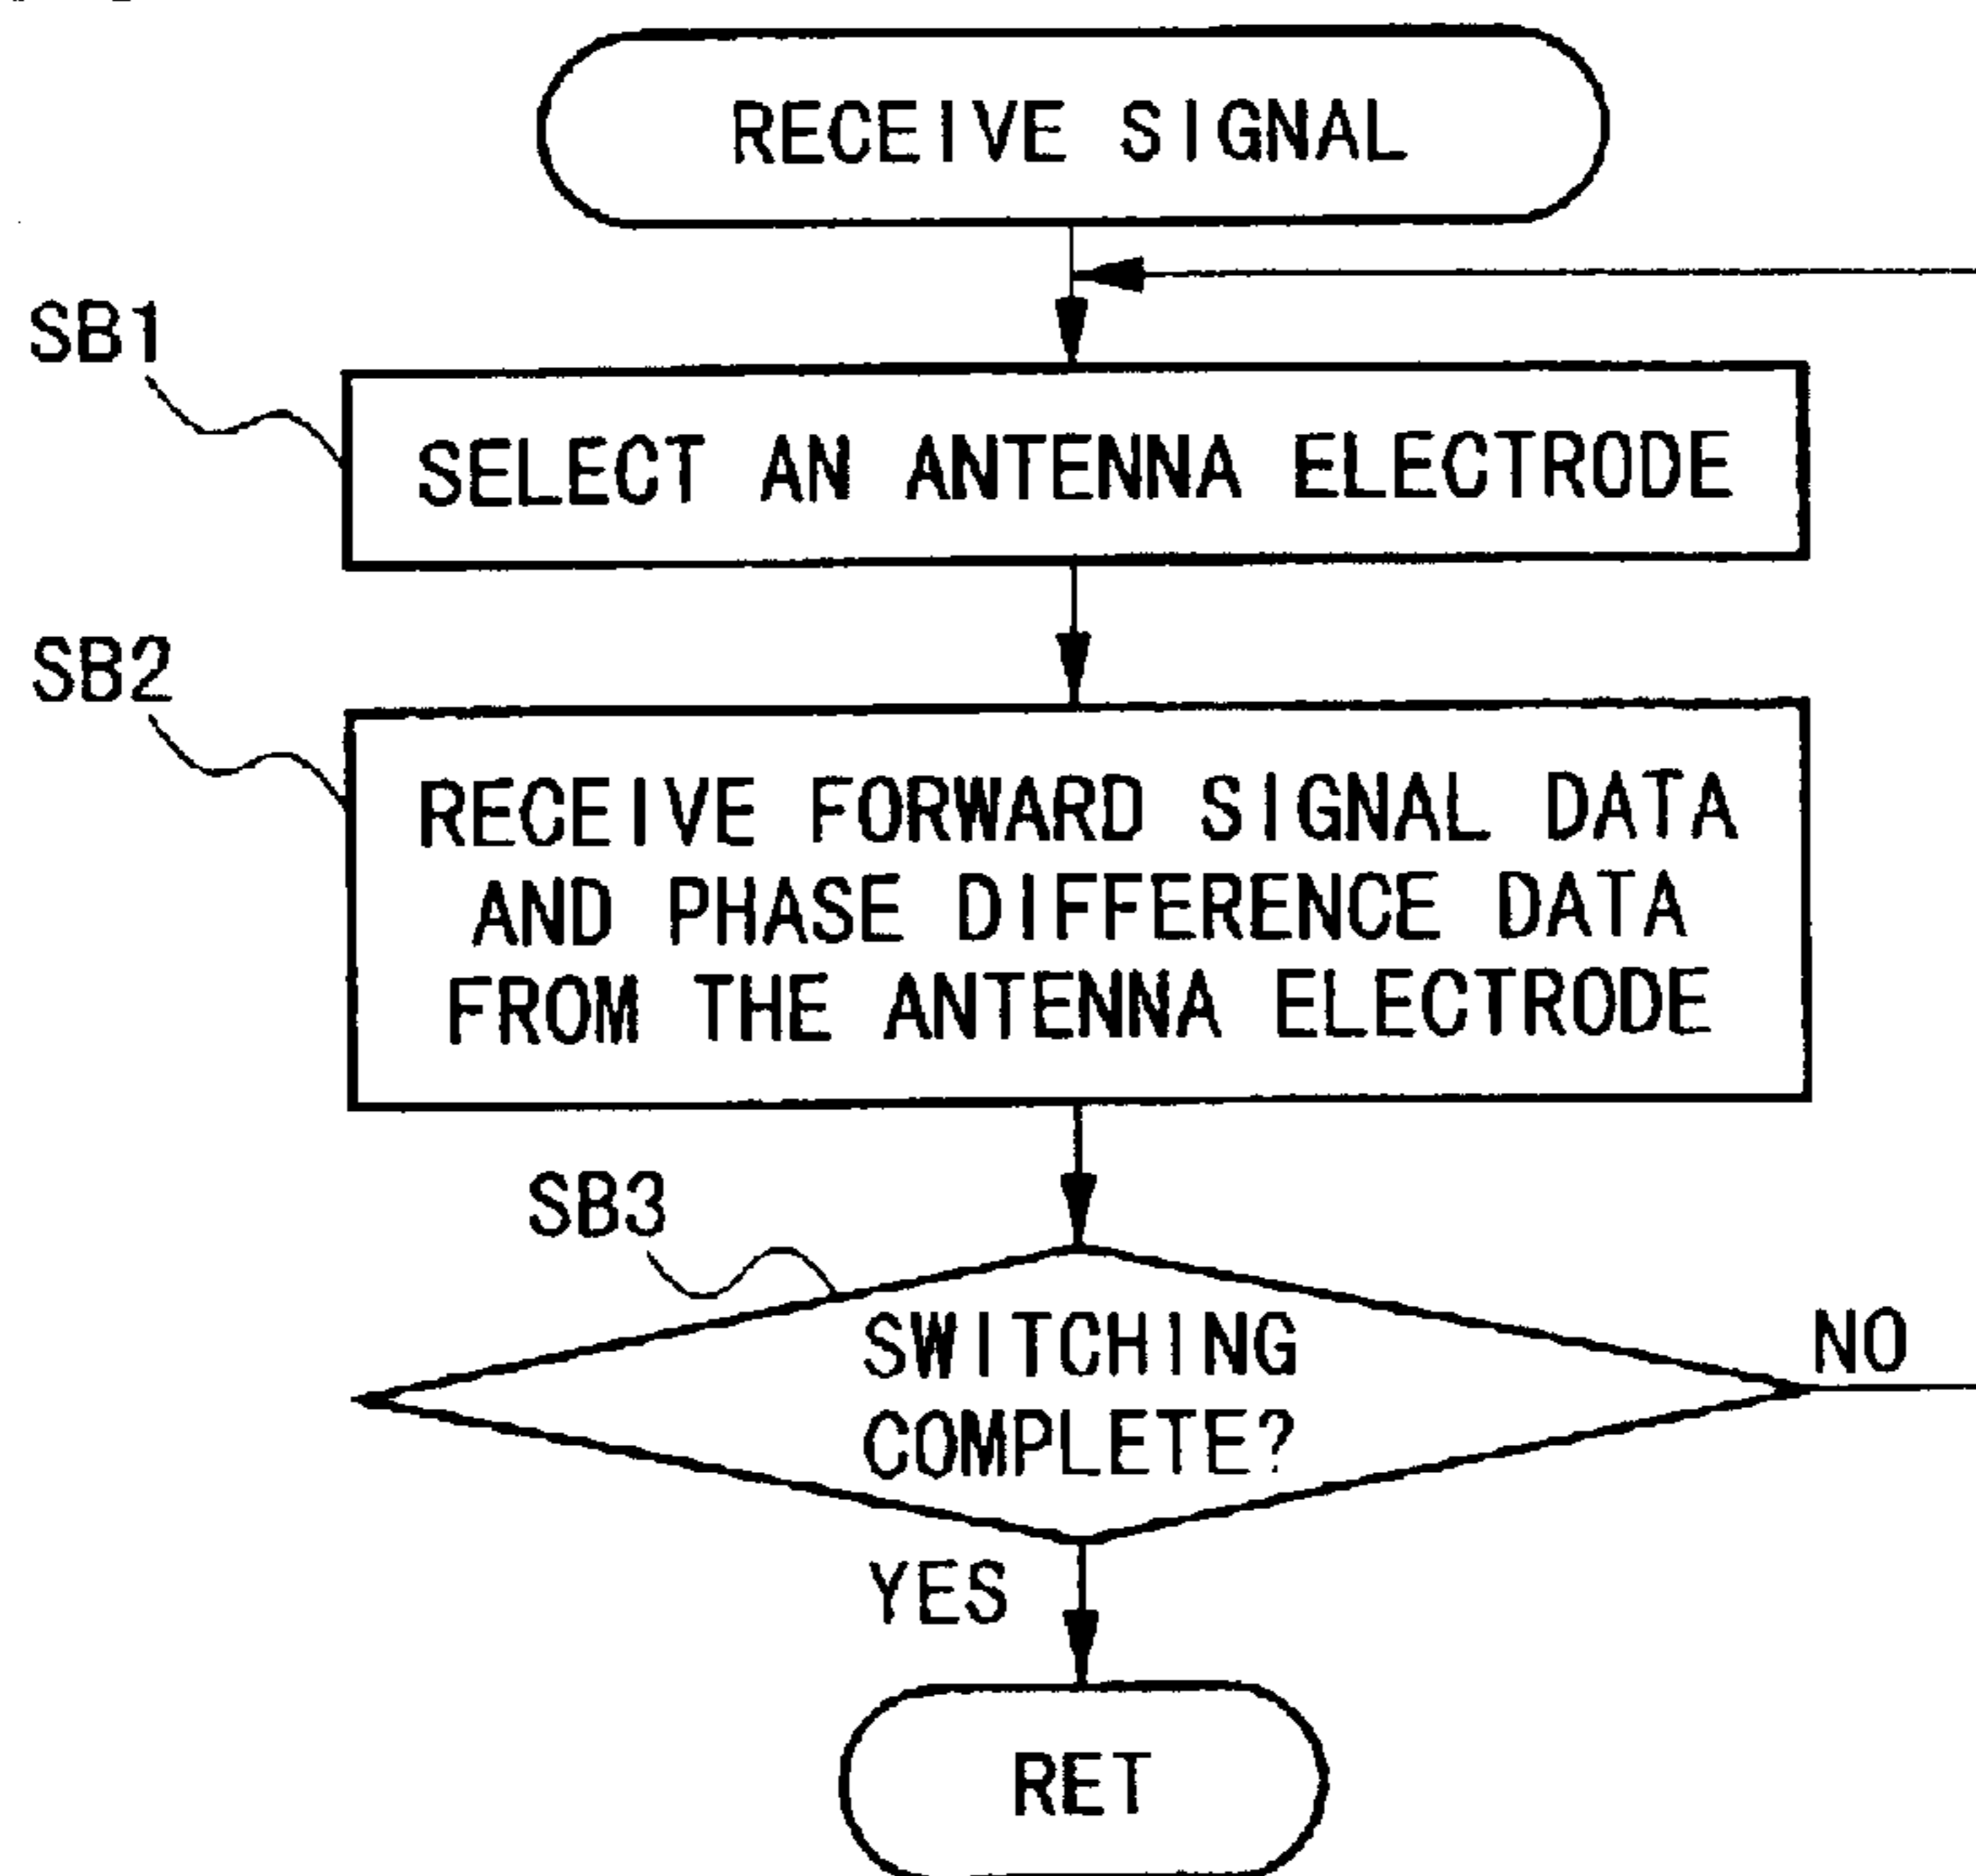 RECEIVE SIGNAL
SB1
SELECT AN ANTENNA ELECTRODE
SB2
RECEIVE FORWARD SIGNAL DATA
AND PHASE DIFFERENCE DATA
FROM THE ANTENNA ELECTRODE
SB3
SWITCHING
COMPLETE?
NO
YES
RET